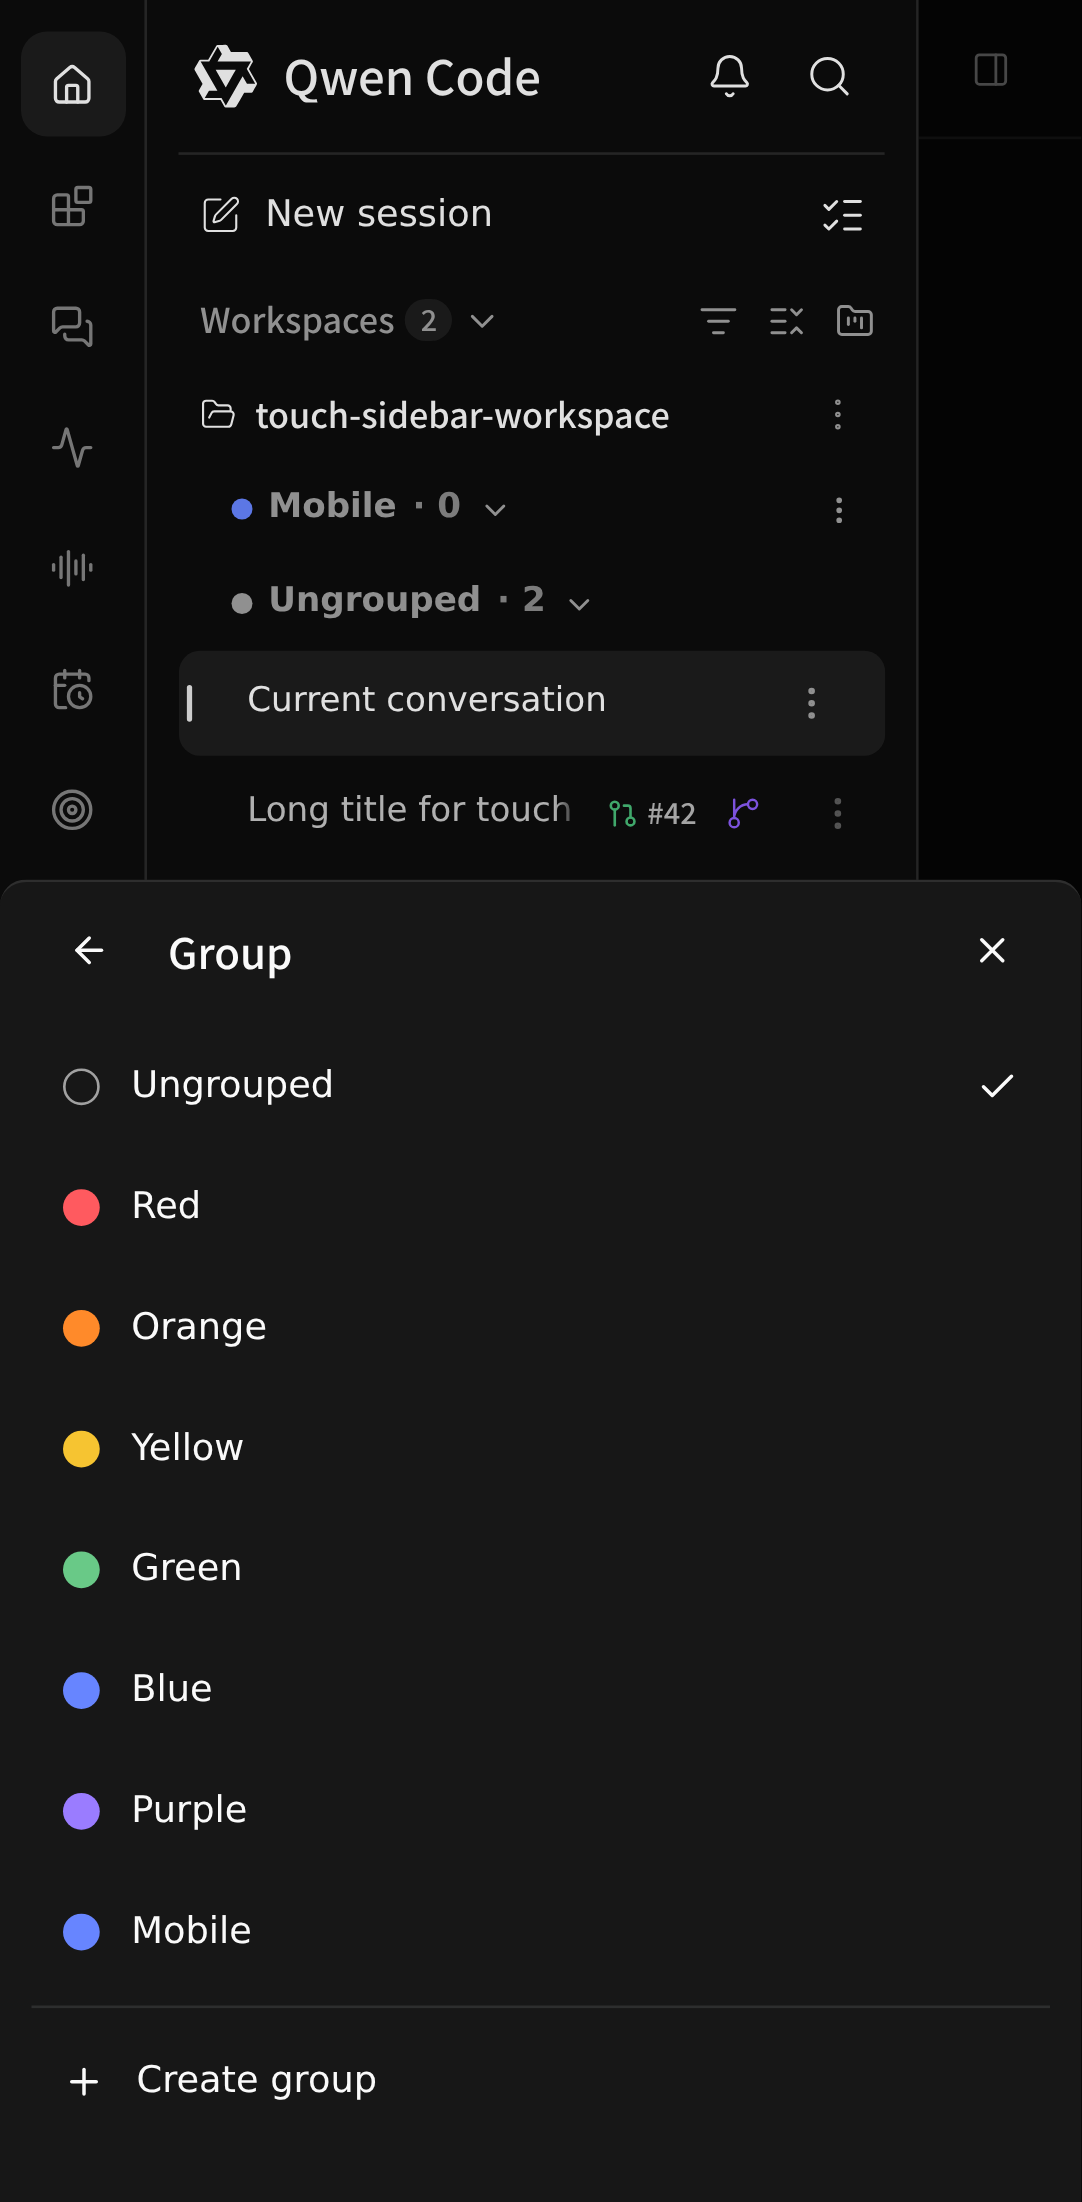 Qwen Code
New session
Workspaces 2
touch-sidebar-workspace
Mobile · 0
Ungrouped · 2
Current conversation
Long title for touch #42
Group
Ungrouped
Red
Orange
Yellow
Green
Blue
Purple
Mobile
Create group